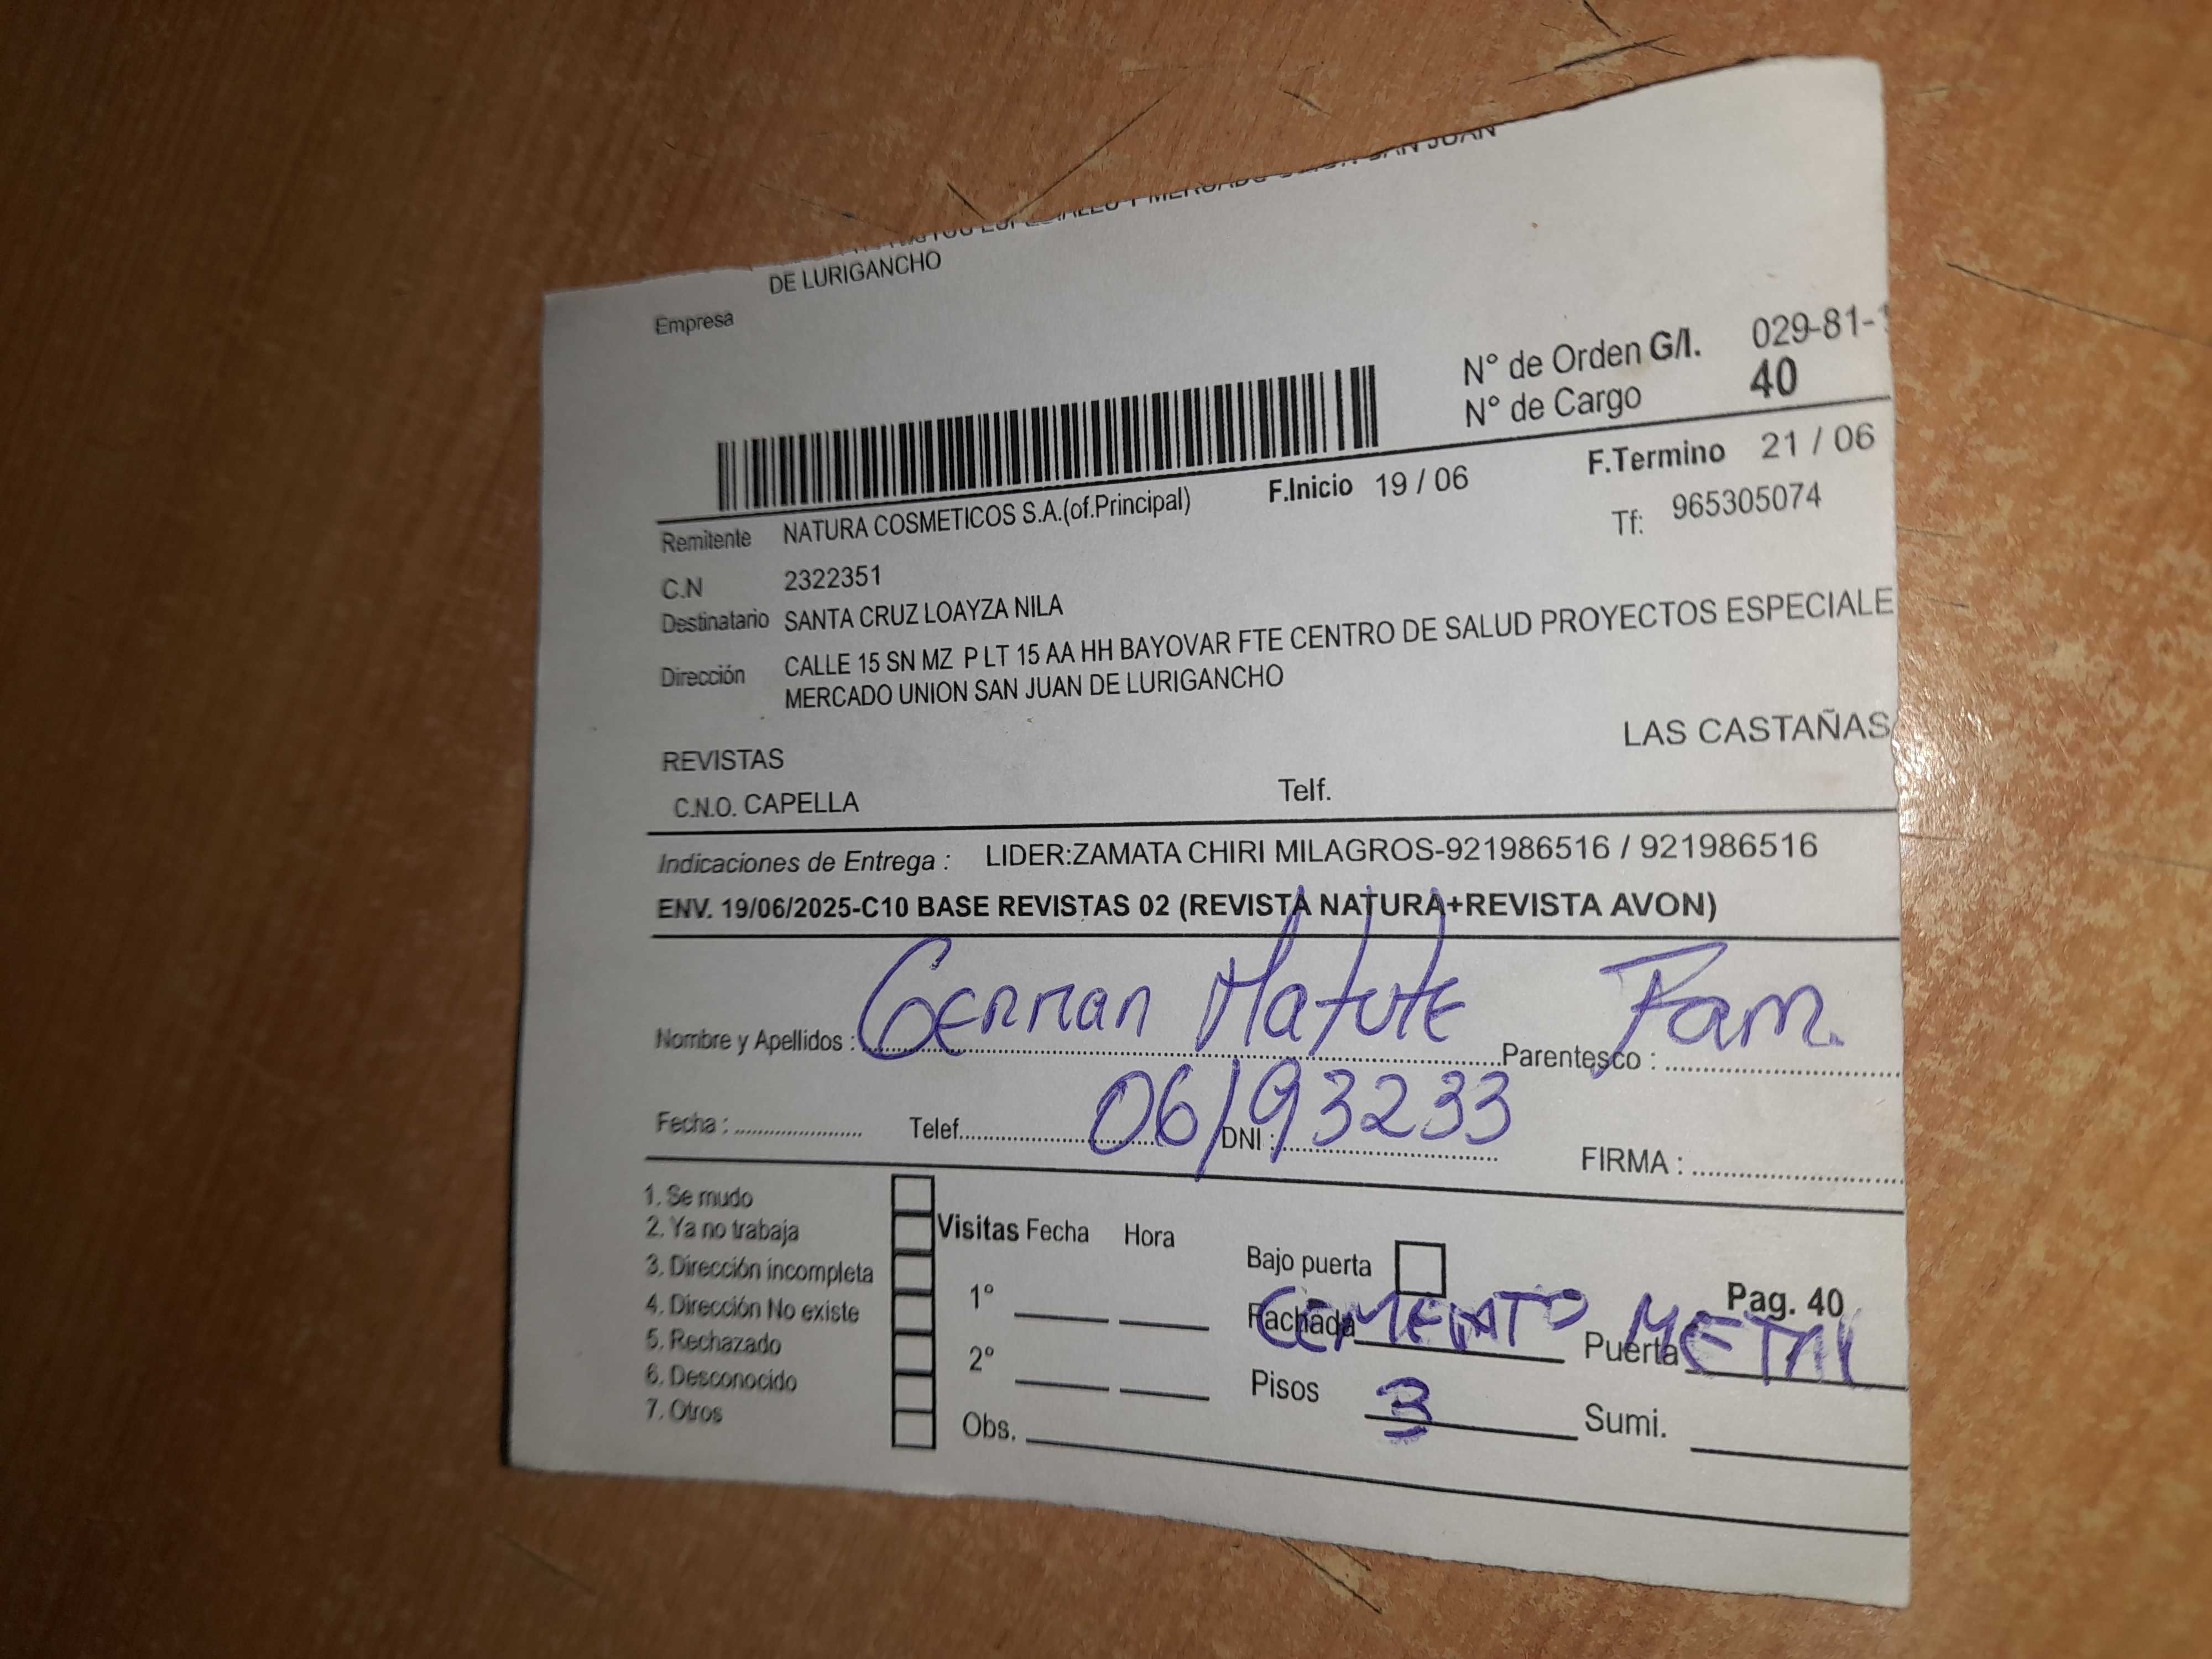 DE LURIGANCHO
Empresa
N° de Orden G/I. 029-81-
N° de Cargo 40
F.Inicio 19 / 06 F.Termino 21 / 06
Remitente NATURA COSMETICOS S.A.(of.Principal) Tf: 965305074
C.N 2322351
Destinatario SANTA CRUZ LOAYZA NILA
Dirección CALLE 15 SN MZ P LT 15 AA HH BAYOVAR FTE CENTRO DE SALUD PROYECTOS ESPECIALE
MERCADO UNION SAN JUAN DE LURIGANCHO
LAS CASTAÑAS
REVISTAS
C.N.O. CAPELLA Telf.
Indicaciones de Entrega : LIDER:ZAMATA CHIRI MILAGROS-921986516 / 921986516
ENV. 19/06/2025-C10 BASE REVISTAS 02 (REVISTA NATURA+REVISTA AVON)
Nombre y Apellidos : German Matute Parentesco : Fam.
Fecha : Telef. DNI : 06193233 FIRMA :
1. Se mudo
2. Ya no trabaja
3. Dirección incompleta
4. Dirección No existe
5. Rechazado
6. Desconocido
7. Otros
Visitas Fecha Hora
1°
2°
Obs.
Bajo puerta
Pag. 40
Fachada CEMENTO Puerta METAL
Pisos 3 Sumi.